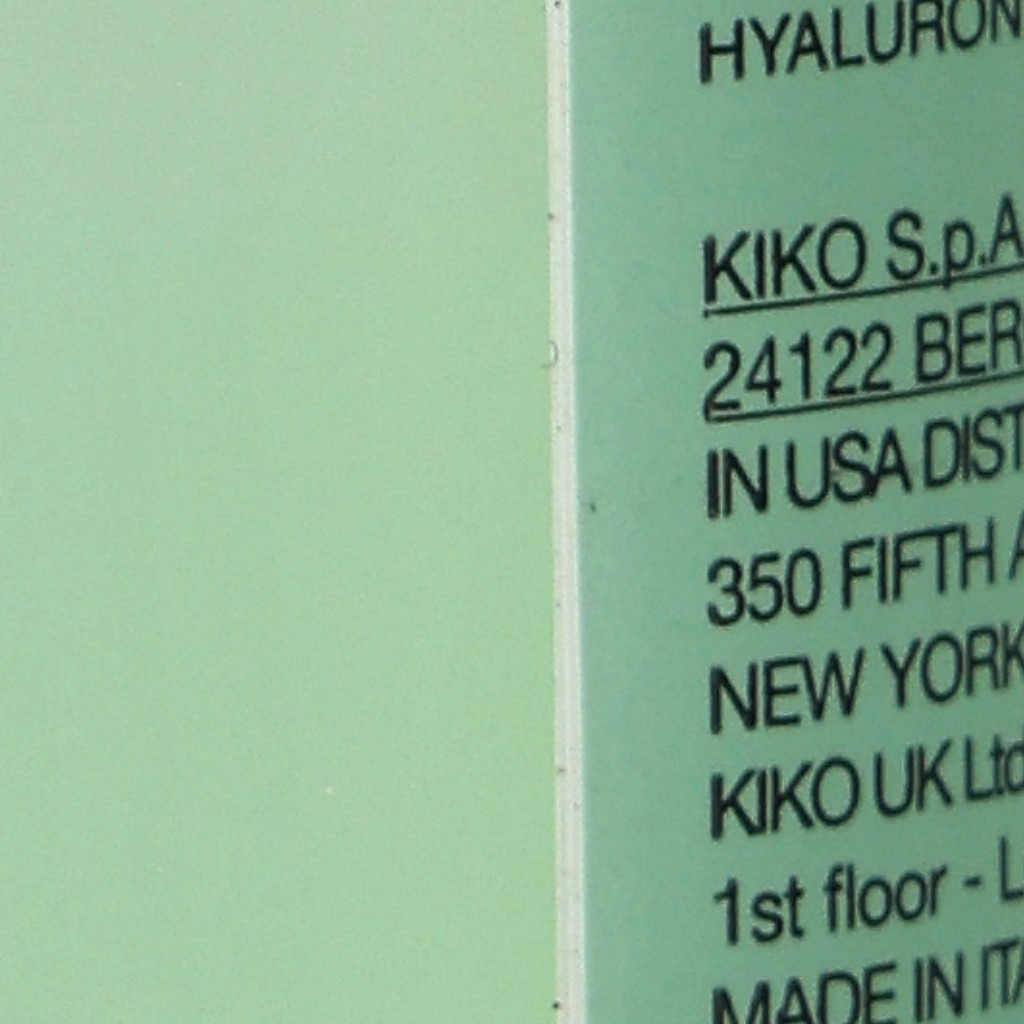 HYALURON
KIKO S.p.A
24122 BER
IN USA DIST
350 FIFTH A
NEW YORK
KIKO UK Ltd
1st floor - L
MADE IN ITA